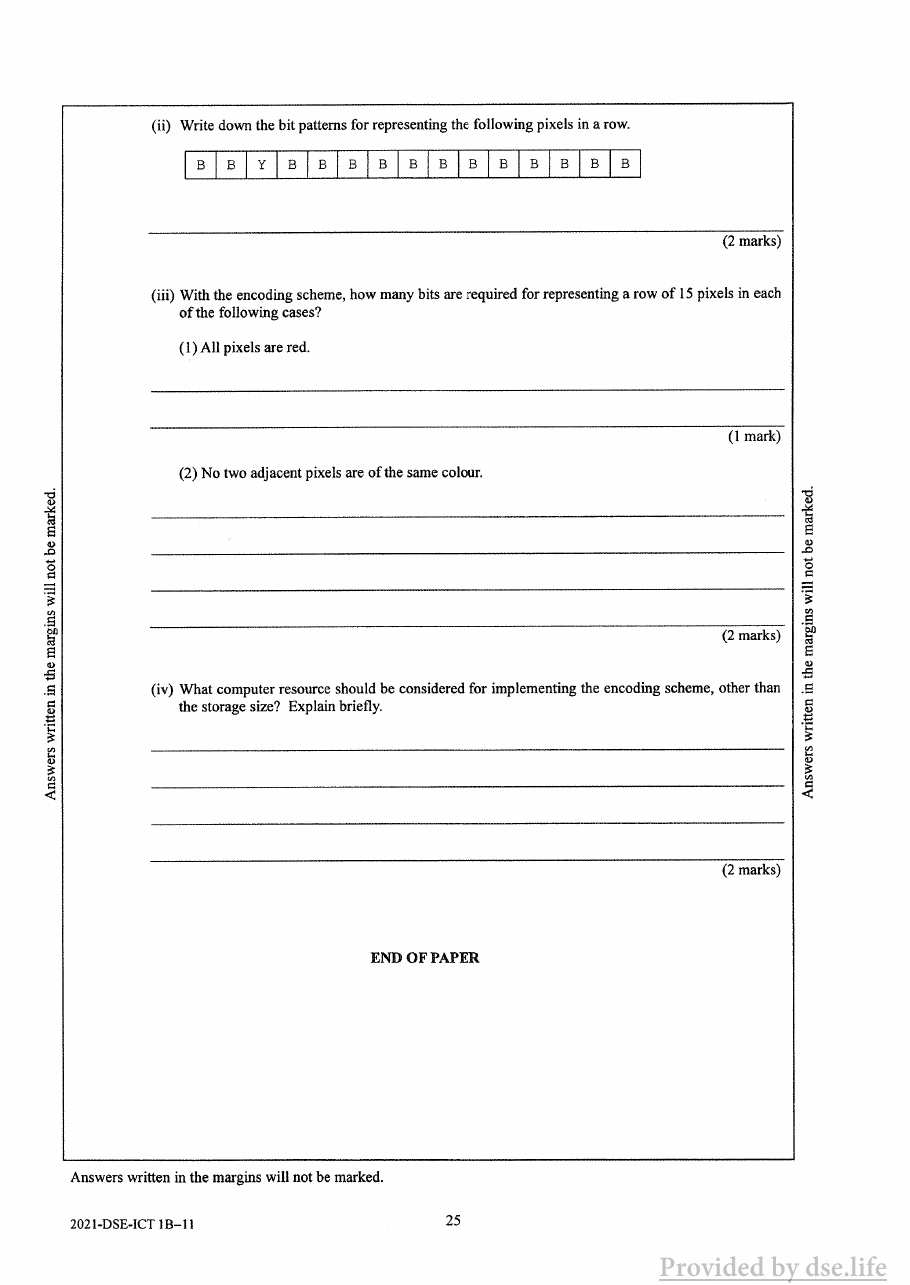 (ii) Write down the bit patterns for representing the following pixels in a row.
B B Y B B B B B B B B B B B B
(2 marks)
(iii) With the encoding scheme, how many bits are required for representing a row of 15 pixels in each
of the following cases?
(1) All pixels are red.
(1 mark)
(2) No two adjacent pixels are of the same colour.
(2 marks)
(iv) What computer resource should be considered for implementing the encoding scheme, other than
the storage size? Explain briefly.
(2 marks)
END OF PAPER
Answers written in the margins will not be marked.
Answers written in the margins will not be marked.
Answers written in the margins will not be marked.
2021-DSE-ICT 1B–11
25
Provided by dse.life